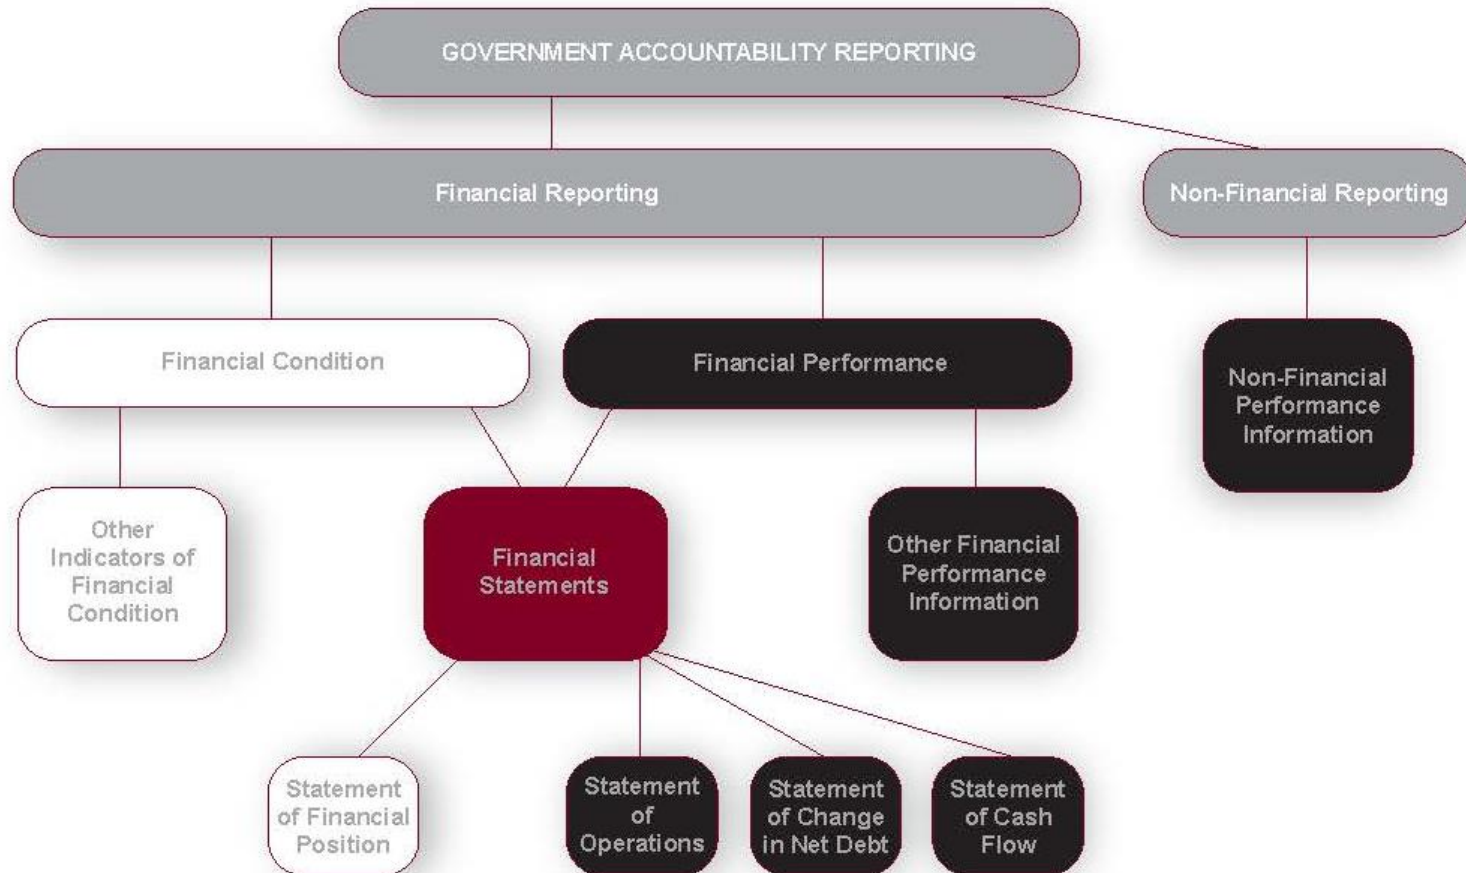 GOVERNMENT ACCOUNTABILITY REPORTING
Financial Reporting
Non-Financial Reporting
Financial Condition
Financial Performance
Non-Financial
Performance
Information
Other
Indicators of
Financial
Condition
Financial
Statements
Other Financial
Performance
Information
Statement
of Financial
Position
Statement
of
Operations
Statement
of Change
in Net Debt
Statement
of Cash
Flow